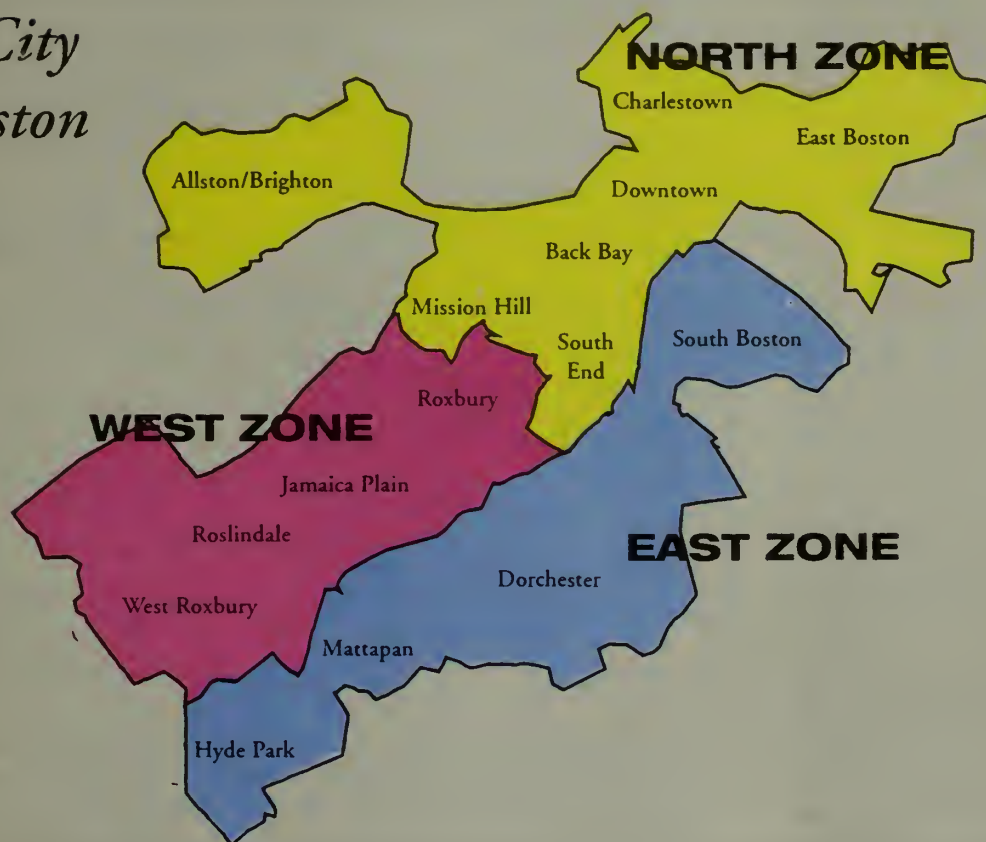 City
ston
NORTH ZONE
Charlestown
East Boston
Allston/Brighton
Downtown
Back Bay
Mission Hill
South
End
South Boston
Roxbury
WEST ZONE
Jamaica Plain
Roslindale
EAST ZONE
Dorchester
West Roxbury
Mattapan
Hyde Park